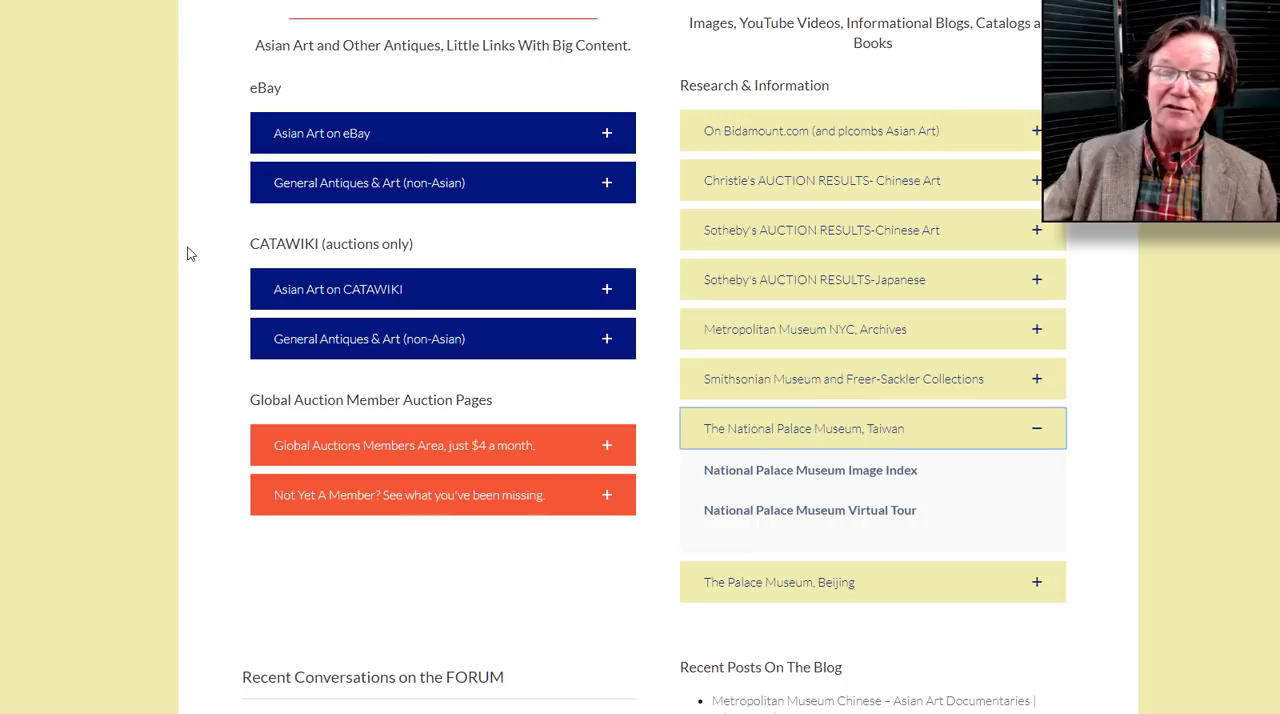 Asian Art and Other Antiques, Little Links With Big Content.
eBay
Asian Art on eBay
General Antiques & Art (non-Asian)
CATAWIKI (auctions only)
Asian Art on CATAWIKI
General Antiques & Art (non-Asian)
Global Auction Member Auction Pages
Global Auctions Members Area, just $4 a month.
Not Yet A Member? See what you've been missing.
Recent Conversations on the FORUM
Images, YouTube Videos, Informational Blogs, Catalogs a
Books
Research & Information
On Bidamount.com (and plcombs Asian Art)
Christie's AUCTION RESULTS- Chinese Art
Sotheby's AUCTION RESULTS-Chinese Art
Sotheby's AUCTION RESULTS-Japanese
Metropolitan Museum NYC, Archives
Smithsonian Museum and Freer-Sackler Collections
The National Palace Museum, Taiwan
National Palace Museum Image Index
National Palace Museum Virtual Tour
The Palace Museum, Beijing
Recent Posts On The Blog
Metropolitan Museum Chinese – Asian Art Documentaries |